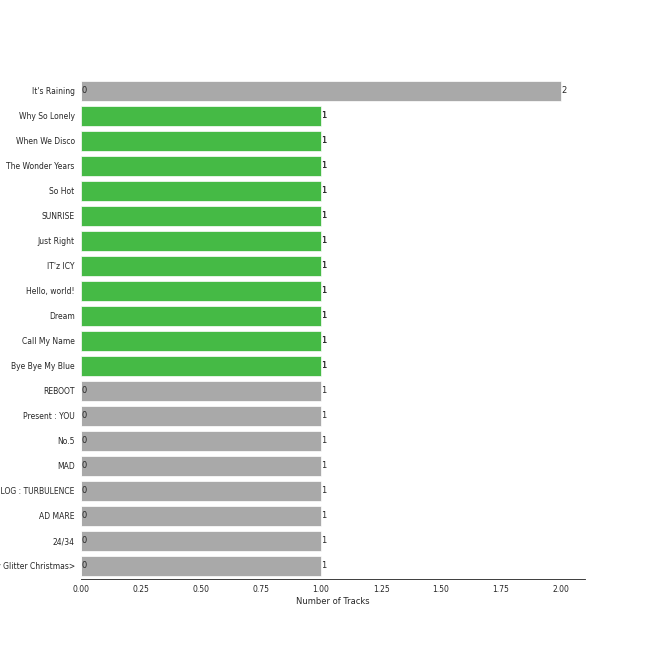 It's Raining 0 2
Why So Lonely 1
When We Disco 1
The Wonder Years 1
So Hot 1
SUNRISE 1
Just Right 1
IT'z ICY 1
Hello, world! 1
Dream 1
Call My Name 1
Bye Bye My Blue 1
REBOOT 0 1
Present : YOU 0 1
No.5 0 1
MAD 0 1
LOG : TURBULENCE 0 1
AD MARE 0 1
24/34 0 1
Glitter Christmas> 0 1
0.00 0.25 0.50 0.75 1.00 1.25 1.50 1.75 2.00
Number of Tracks